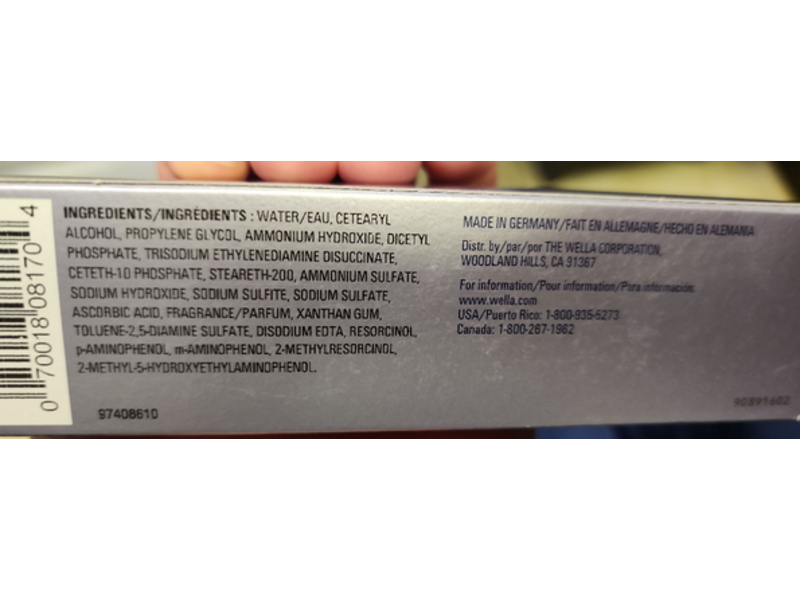 INGREDIENTS/INGRÉDIENTS : WATER/EAU, CETEARYL
ALCOHOL, PROPYLENE GLYCOL, AMMONIUM HYDROXIDE, DICETYL
PHOSPHATE, TRISODIUM ETHYLENEDIAMINE DISUCCINATE,
CETETH-10 PHOSPHATE, STEARETH-200, AMMONIUM SULFATE,
SODIUM HYDROXIDE, SODIUM SULFITE, SODIUM SULFATE,
ASCORBIC ACID, FRAGRANCE/PARFUM, XANTHAN GUM,
TOLUENE-2,5-DIAMINE SULFATE, DISODIUM EDTA, RESORCINOL,
p-AMINOPHENOL, m-AMINOPHENOL, 2-METHYLRESORCINOL,
2-METHYL-5-HYDROXYETHYLAMINOPHENOL.
97408610
0 70018 08170 4
MADE IN GERMANY/FAIT EN ALLEMAGNE/HECHO EN ALEMANIA
Distr. by/par/por THE WELLA CORPORATION,
WOODLAND HILLS, CA 91367
For information/Pour information/Para información:
www.wella.com
USA/Puerto Rico: 1-800-935-5273
Canada: 1-800-267-1962
90891602